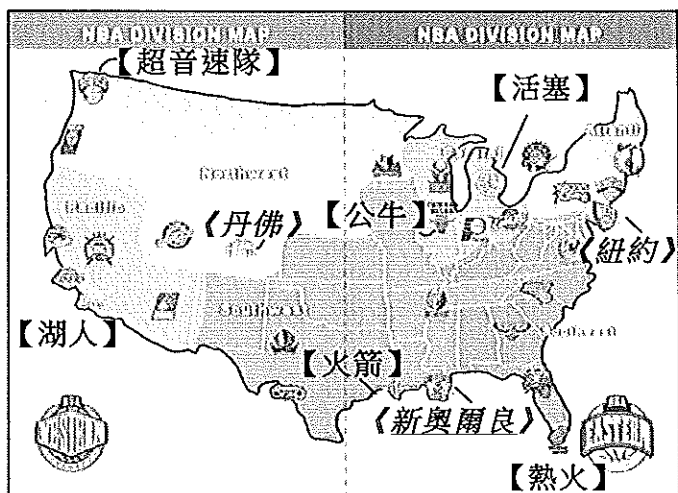 NBA DIVISION MAP
NBA DIVISION MAP
【超音速隊】
【活塞】
《丹佛》
【公牛】
《紐約》
【湖人】
【火箭】
《新奧爾良》
【熱火】